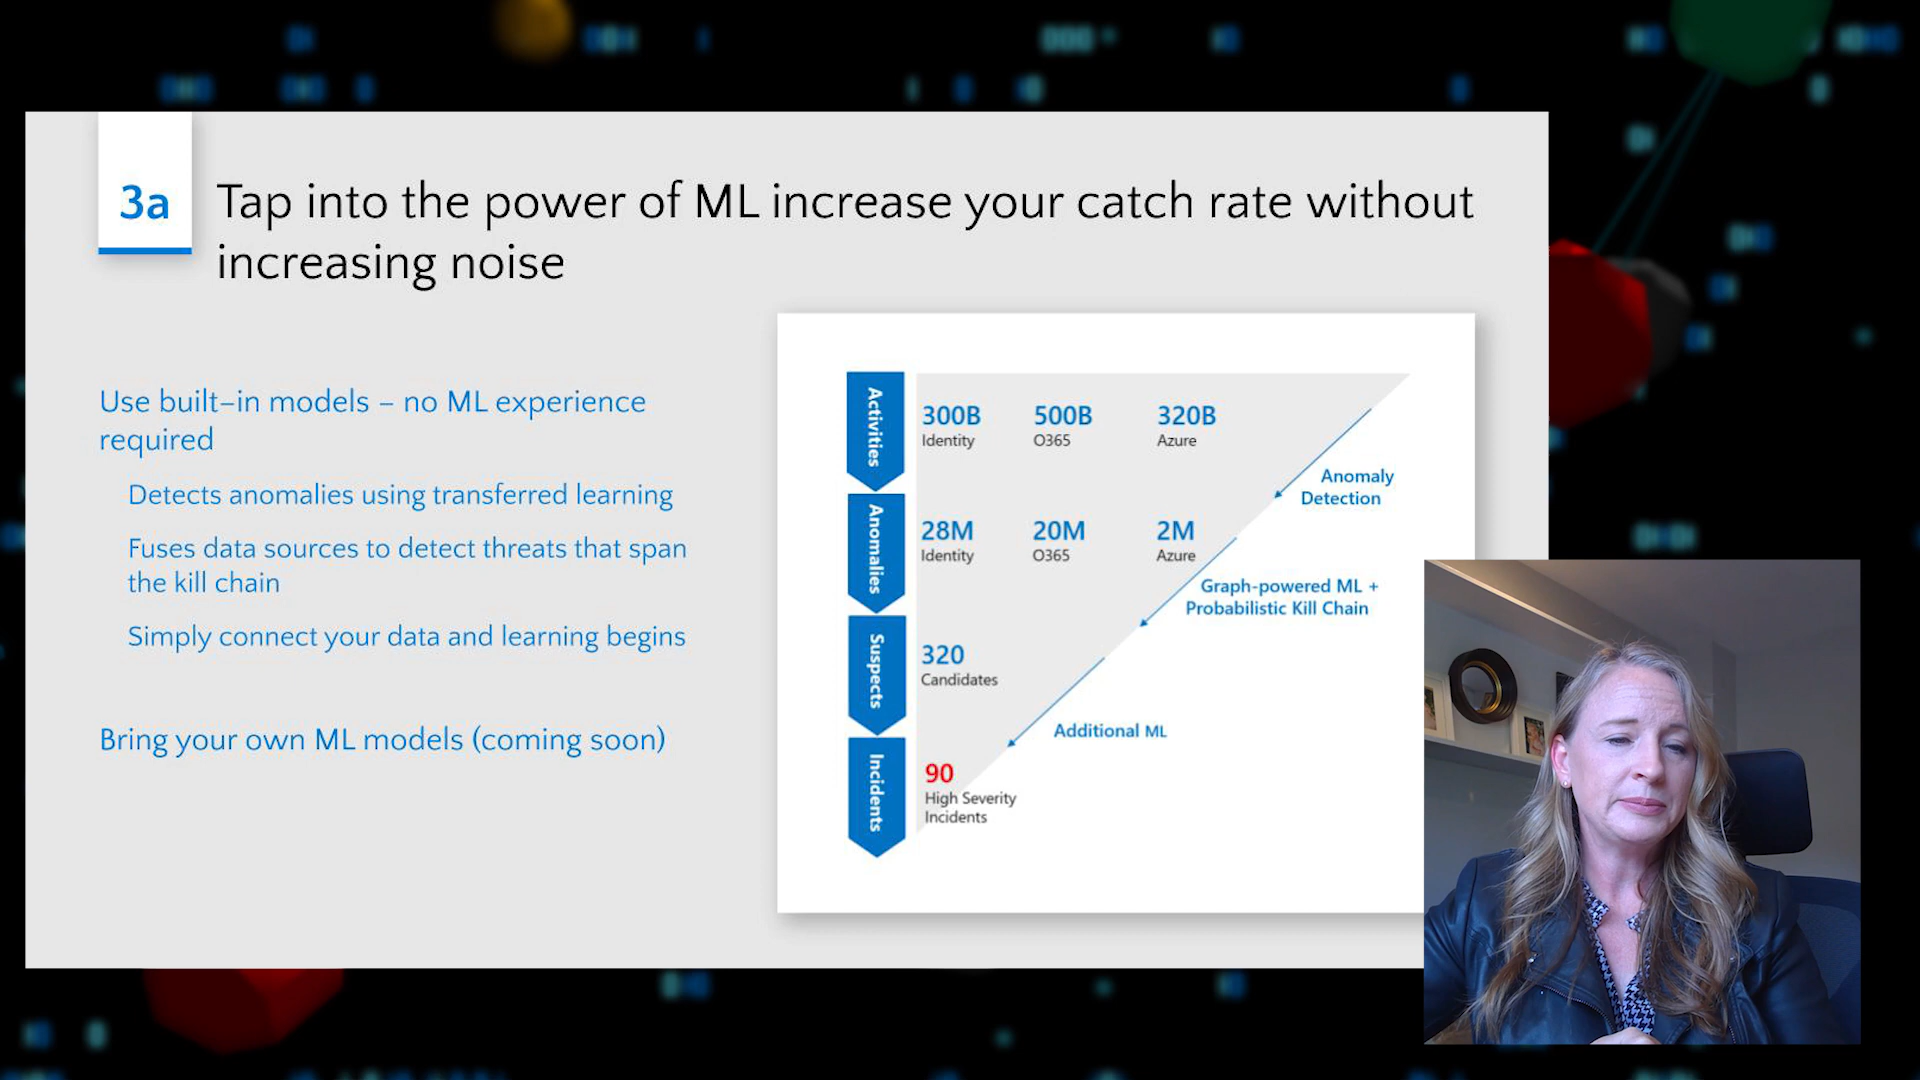 3a
Tap into the power of ML increase your catch rate without
increasing noise
Use built-in models – no ML experience
required
Detects anomalies using transferred learning
Fuses data sources to detect threats that span
the kill chain
Simply connect your data and learning begins
Bring your own ML models (coming soon)
Activities
300B
Identity
500B
O365
320B
Azure
Anomaly
Detection
Anomalies
28M
Identity
20M
O365
2M
Azure
Graph-powered ML +
Probabilistic Kill Chain
Suspects
320
Candidates
Additional ML
Incidents
90
High Severity
Incidents